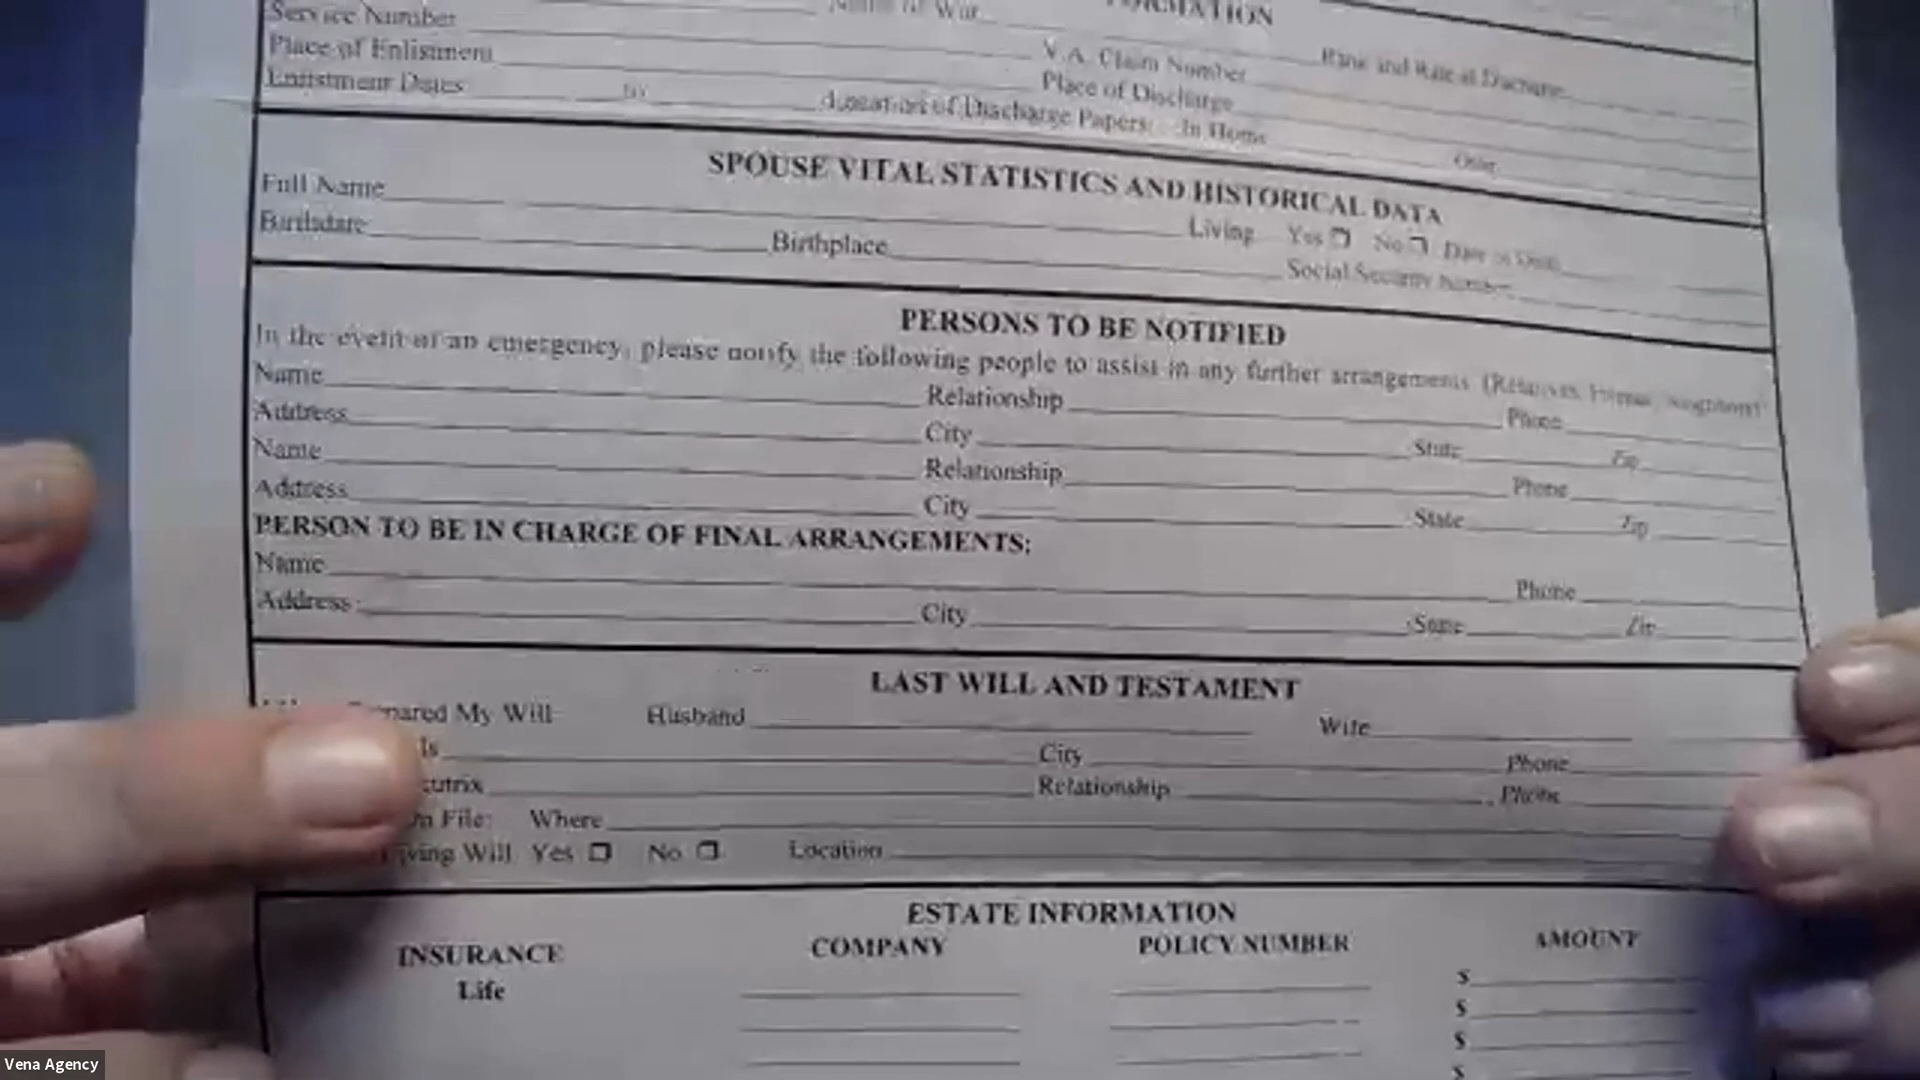 Service Number Name of War
FORMATION
Rank and Rate at Discharge
Place of Enlistment V.A. Claim Number
Enlistment Dates to Place of Discharge
Location of Discharge Papers: In Home Other
SPOUSE VITAL STATISTICS AND HISTORICAL DATA
Full Name Living Yes No Date of Death
Birthdate Birthplace Social Security Number
PERSONS TO BE NOTIFIED
In the event of an emergency, please notify the following people to assist in any further arrangements (Relatives, Friends, Neighbors)
Name Relationship Phone
Address City State Zip
Name Relationship Phone
Address City State Zip
PERSON TO BE IN CHARGE OF FINAL ARRANGEMENTS:
Name Phone
Address City State Zip
LAST WILL AND TESTAMENT
My Will Husband Wife
Is City Phone
cutrix Relationship Phone
On File: Where
Will Yes No Location
ESTATE INFORMATION
INSURANCE COMPANY POLICY NUMBER AMOUNT
Life $
$
$
$
Vena Agency